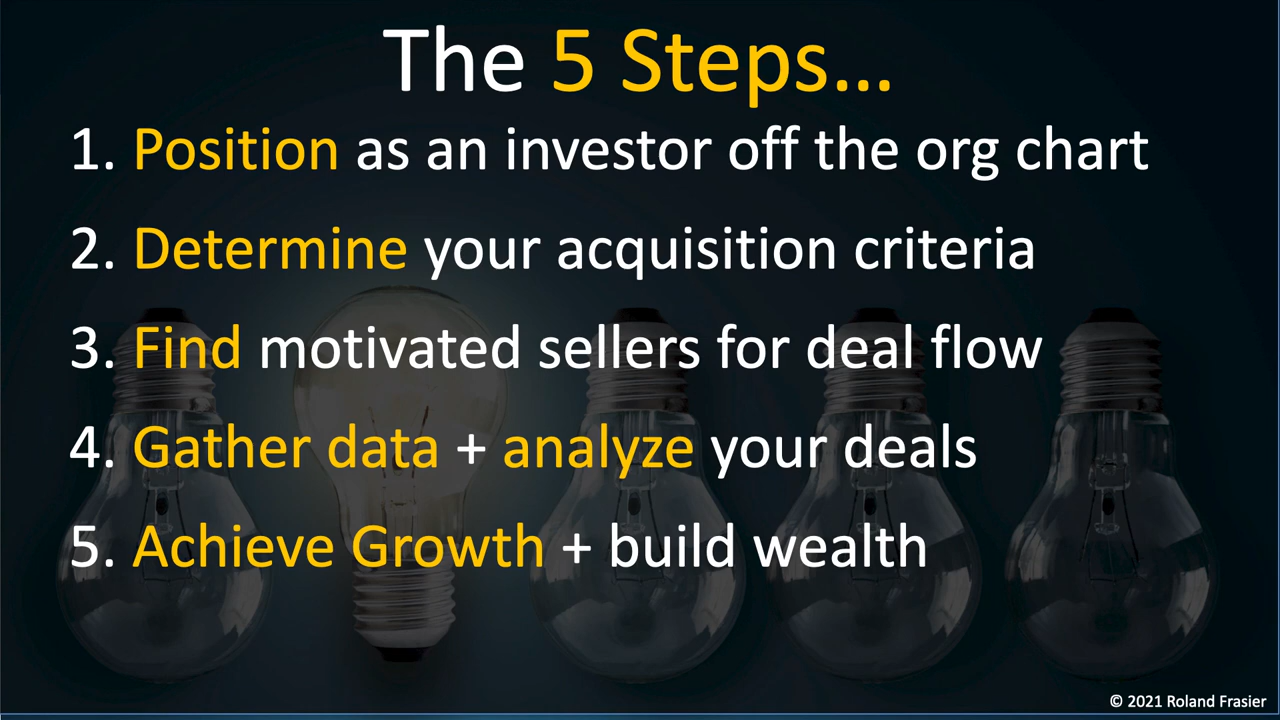 The 5 Steps...
1. Position as an investor off the org chart
2. Determine your acquisition criteria
3. Find motivated sellers for deal flow
4. Gather data + analyze your deals
5. Achieve Growth + build wealth
© 2021 Roland Frasier